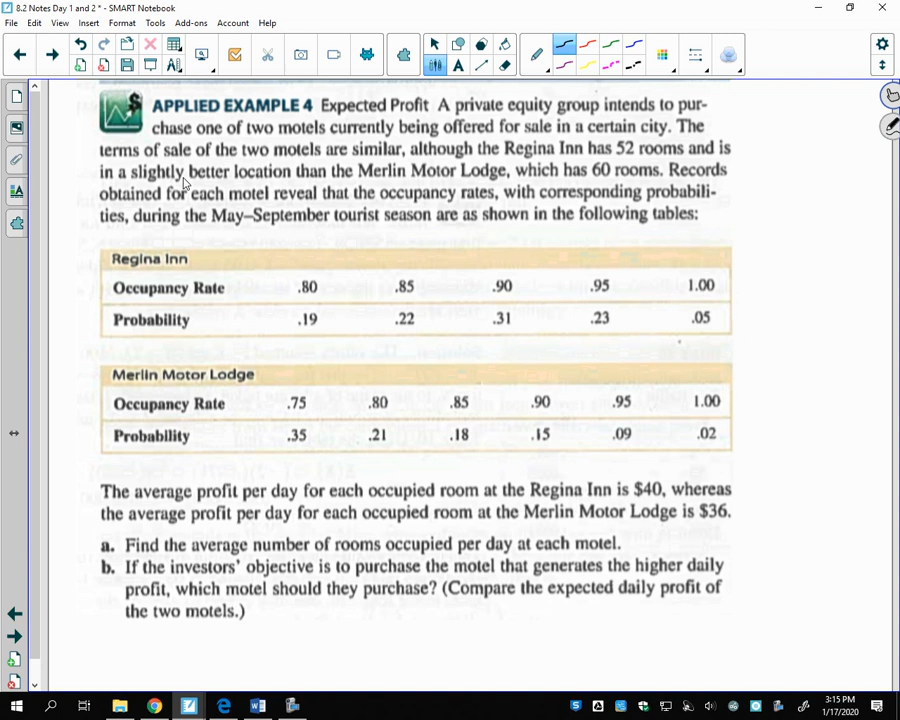 8.2 Notes Day 1 and 2 * - SMART Notebook
File Edit View Insert Format Tools Add-ons Account Help
APPLIED EXAMPLE 4 Expected Profit A private equity group intends to pur-
chase one of two motels currently being offered for sale in a certain city. The
terms of sale of the two motels are similar, although the Regina Inn has 52 rooms and is
in a slightly better location than the Merlin Motor Lodge, which has 60 rooms. Records
obtained for each motel reveal that the occupancy rates, with corresponding probabili-
ties, during the May–September tourist season are as shown in the following tables:
Regina Inn
Occupancy Rate .80 .85 .90 .95 1.00
Probability .19 .22 .31 .23 .05
Merlin Motor Lodge
Occupancy Rate .75 .80 .85 .90 .95 1.00
Probability .35 .21 .18 .15 .09 .02
The average profit per day for each occupied room at the Regina Inn is $40, whereas
the average profit per day for each occupied room at the Merlin Motor Lodge is $36.
a. Find the average number of rooms occupied per day at each motel.
b. If the investors' objective is to purchase the motel that generates the higher daily
profit, which motel should they purchase? (Compare the expected daily profit of
the two motels.)
3:15 PM
1/17/2020